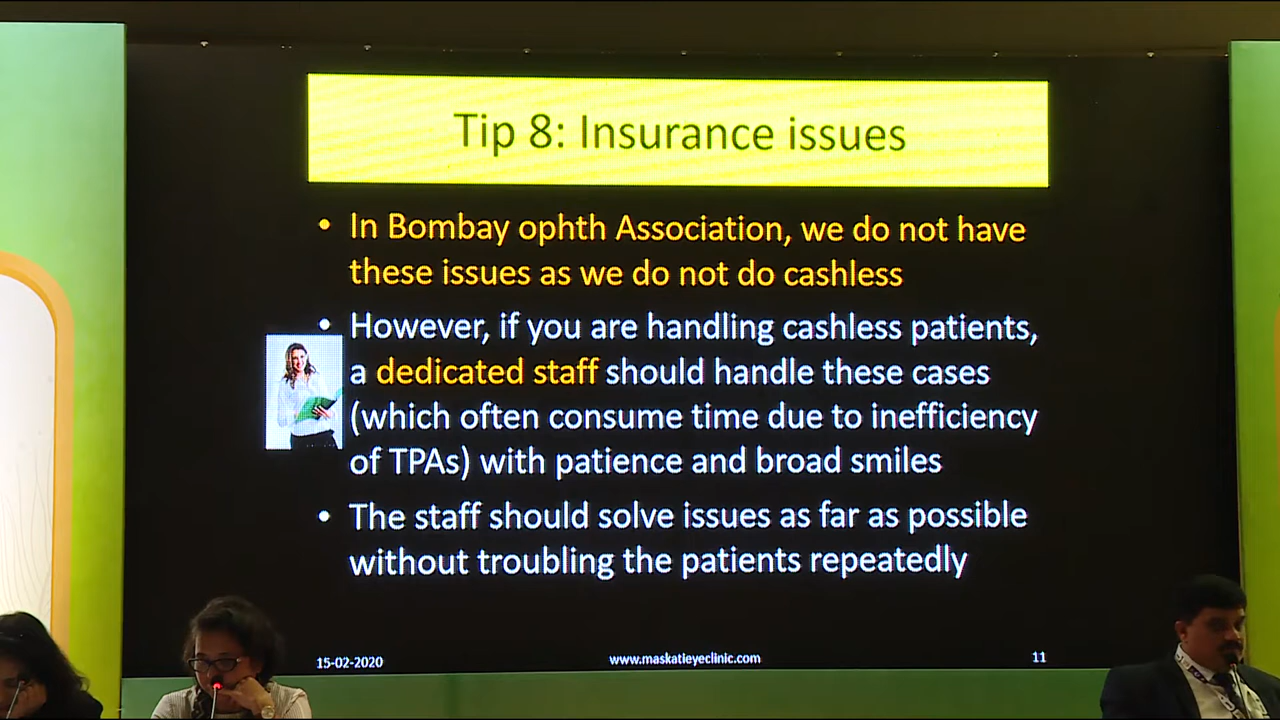 Tip 8: Insurance issues
• In Bombay ophth Association, we do not have
these issues as we do not do cashless
• However, if you are handling cashless patients,
a dedicated staff should handle these cases
(which often consume time due to inefficiency
of TPAs) with patience and broad smiles
• The staff should solve issues as far as possible
without troubling the patients repeatedly
15-02-2020
www.maskatieyeclinic.com
11